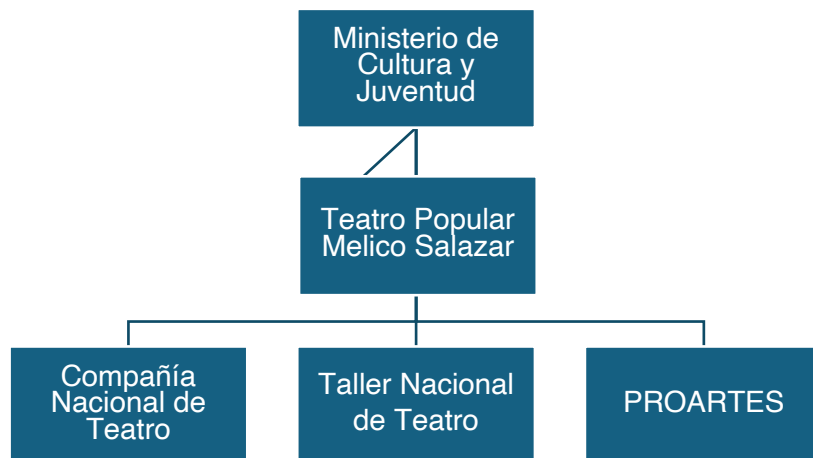 Ministerio de
Cultura y
Juventud
Teatro Popular
Melico Salazar
Compañía
Nacional de
Teatro
Taller Nacional
de Teatro
PROARTES